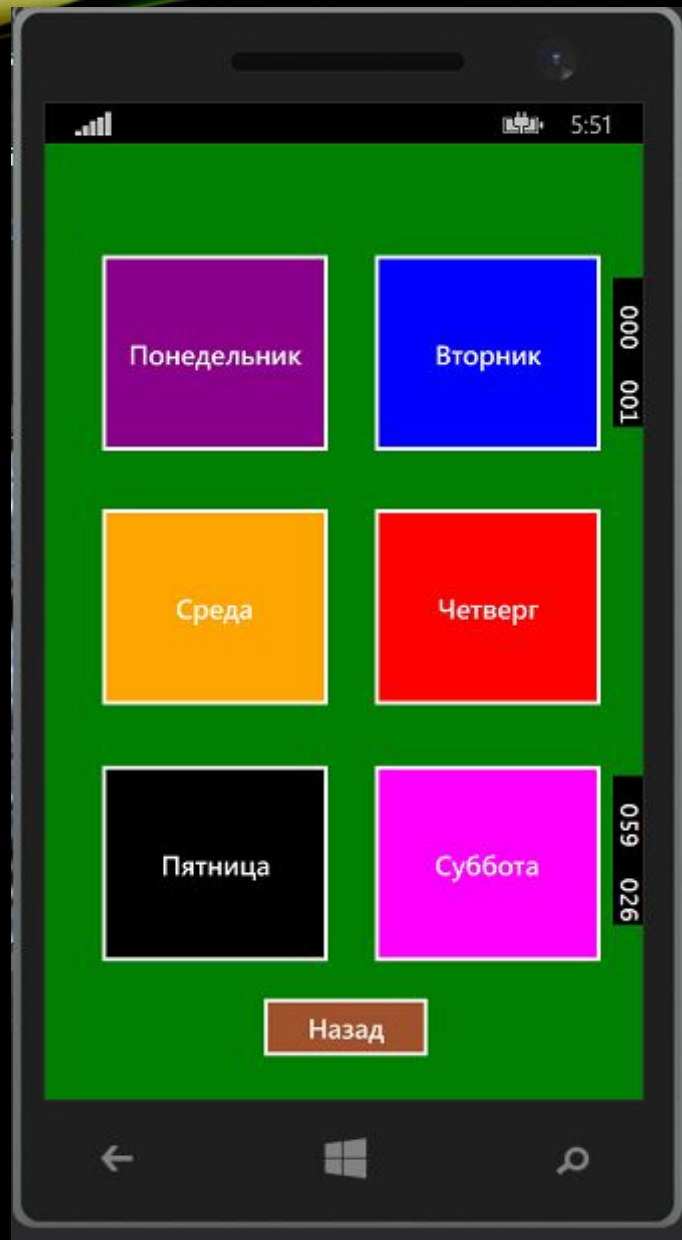 5:51
Понедельник
Вторник
000 001
Среда
Четверг
Пятница
Суббота
059 026
Назад